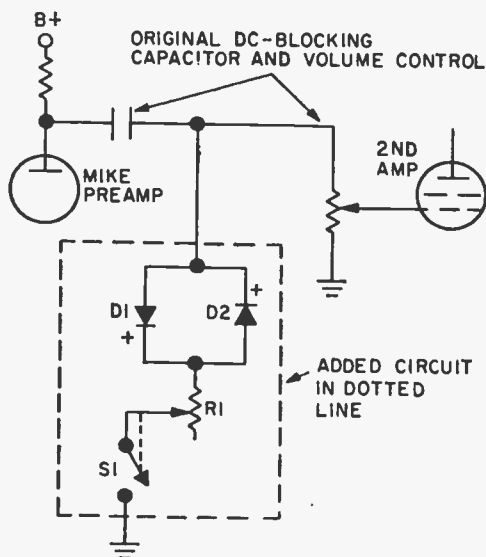 B+
ORIGINAL DC-BLOCKING
CAPACITOR AND VOLUME CONTROL
2ND
AMP
MIKE
PREAMP
+
D1
D2
+
ADDED CIRCUIT
IN DOTTED
LINE
R1
S1